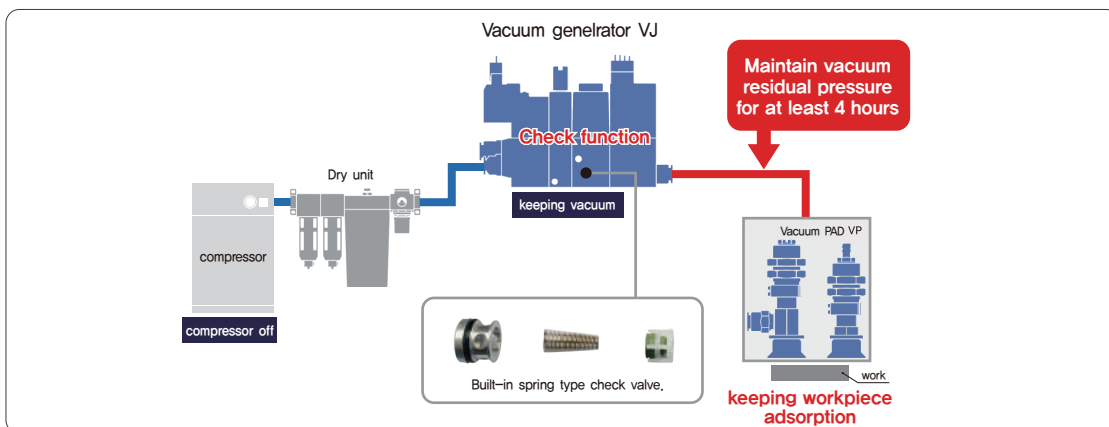 Vacuum genelrator VJ
Maintain vacuum
residual pressure
for at least 4 hours
Check function
Dry unit
keeping vacuum
Vacuum PAD VP
compressor
compressor off
Built-in spring type check valve.
work
keeping workpiece
adsorption